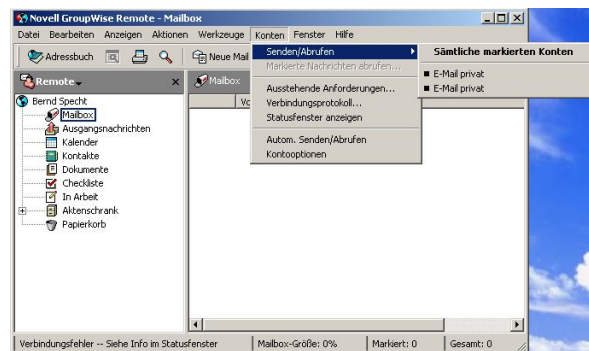 Novell GroupWise Remote - Mailbox
Datei Bearbeiten Anzeigen Aktionen Werkzeuge Konten Fenster Hilfe
Adressbuch Neue Mail
Senden/Abrufen
Markierte Nachrichten abrufen...
Ausstehende Anforderungen...
Verbindungsprotokoll...
Statusfenster anzeigen
Autom. Senden/Abrufen
Kontooptionen
Sämtliche markierten Konten
E-Mail privat
E-Mail privat
Remote
Mailbox
Vo
Bernd Specht
Mailbox
Ausgangsnachrichten
Kalender
Kontakte
Dokumente
Checkliste
In Arbeit
Aktenschrank
Papierkorb
Verbindungsfehler -- Siehe Info im Statusfenster Mailbox-Größe: 0% Markiert: 0 Gesamt: 0